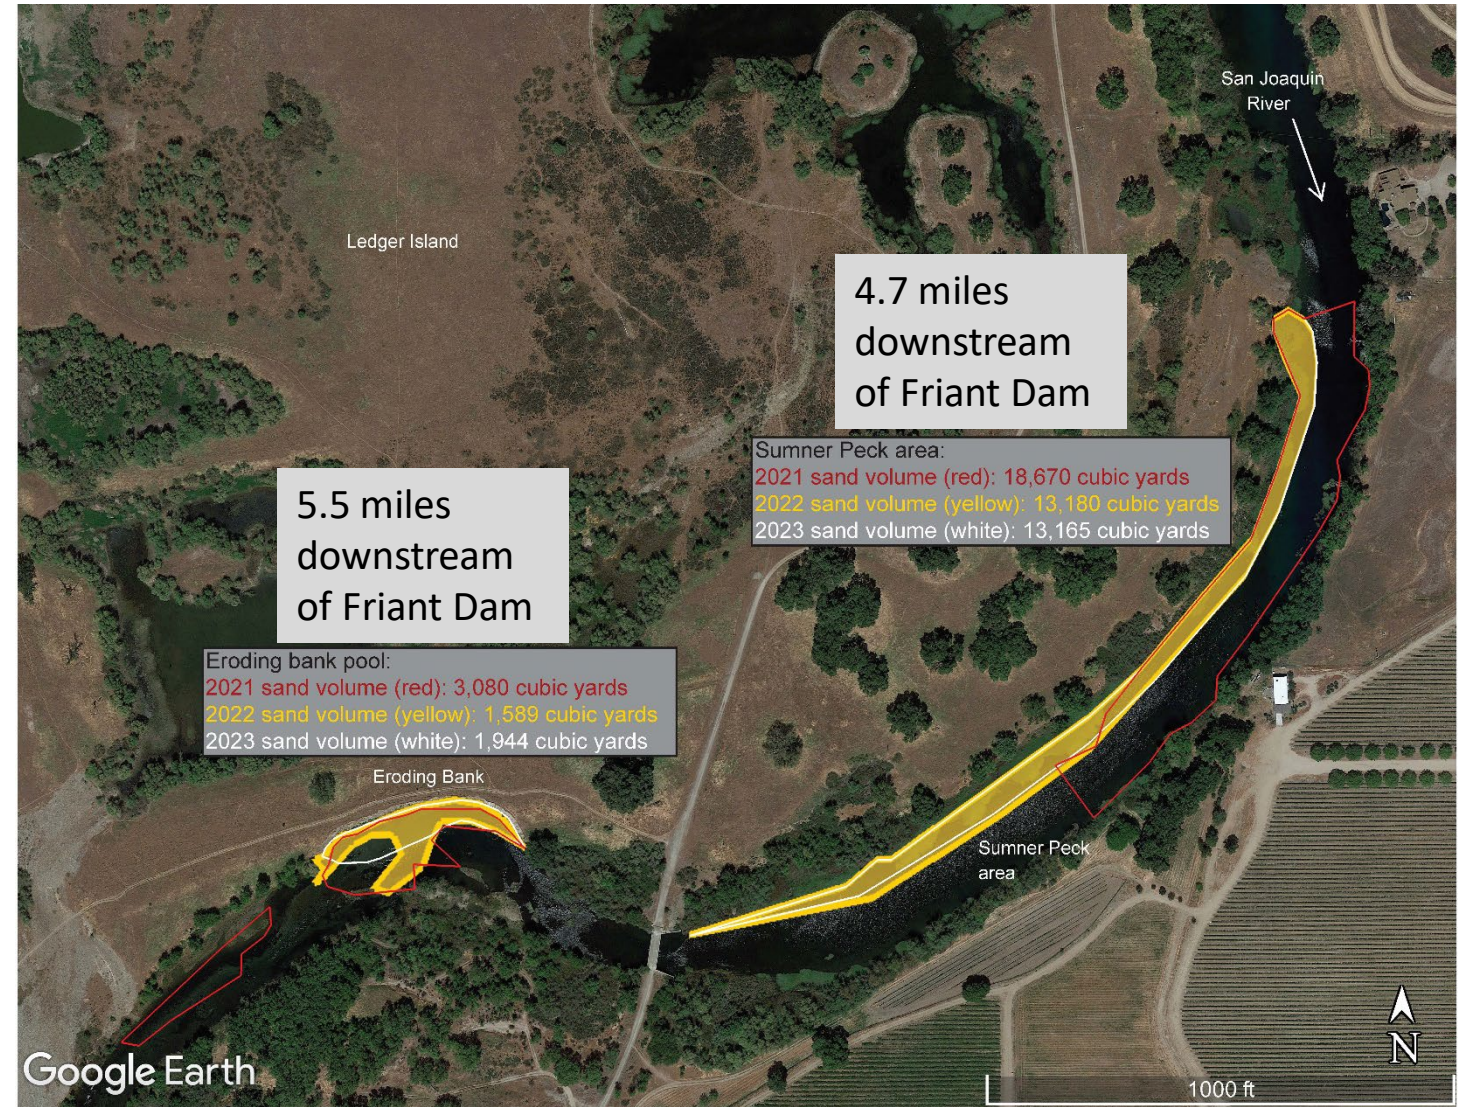 San Joaquin
River
Ledger Island
4.7 miles
downstream
of Friant Dam
Sumner Peck area:
2021 sand volume (red): 18,670 cubic yards
2022 sand volume (yellow): 13,180 cubic yards
2023 sand volume (white): 13,165 cubic yards
5.5 miles
downstream
of Friant Dam
Eroding bank pool:
2021 sand volume (red): 3,080 cubic yards
2022 sand volume (yellow): 1,589 cubic yards
2023 sand volume (white): 1,944 cubic yards
Eroding Bank
Sumner Peck
area
N
Google Earth
1000 ft